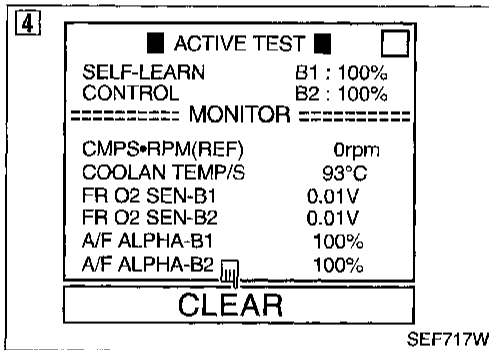 4
■ ACTIVE TEST ■
SELF-LEARN B1 : 100%
CONTROL B2 : 100%
========= MONITOR =========
CMPS•RPM(REF) 0rpm
COOLAN TEMP/S 93°C
FR O2 SEN-B1 0.01V
FR O2 SEN-B2 0.01V
A/F ALPHA-B1 100%
A/F ALPHA-B2 100%
CLEAR
SEF717W